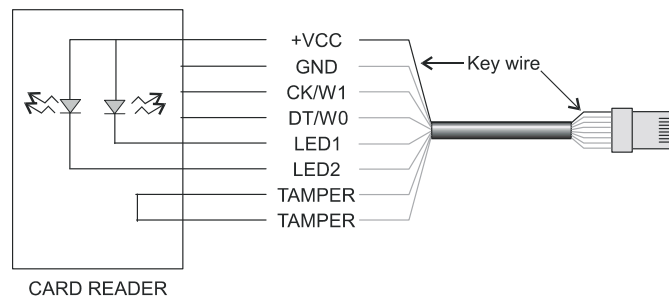 +VCC
GND
CK/W1
DT/W0
LED1
LED2
TAMPER
TAMPER
Key wire
CARD READER